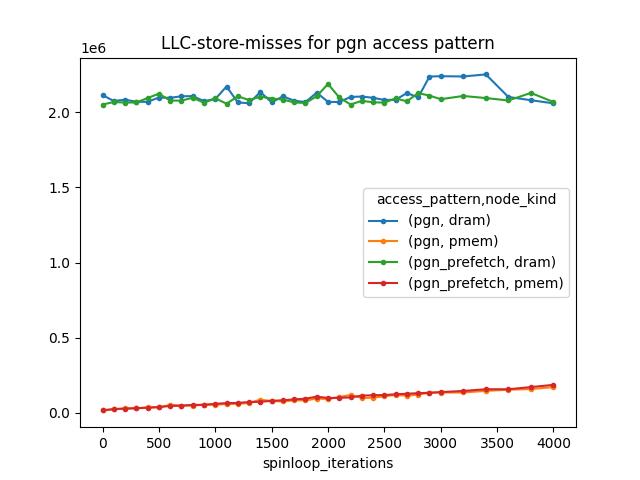 LLC-store-misses for pgn access pattern
1e6
2.0
1.5
1.0
0.5
0.0
access_pattern,node_kind
(pgn, dram)
(pgn, pmem)
(pgn_prefetch, dram)
(pgn_prefetch, pmem)
0 500 1000 1500 2000 2500 3000 3500 4000
spinloop_iterations